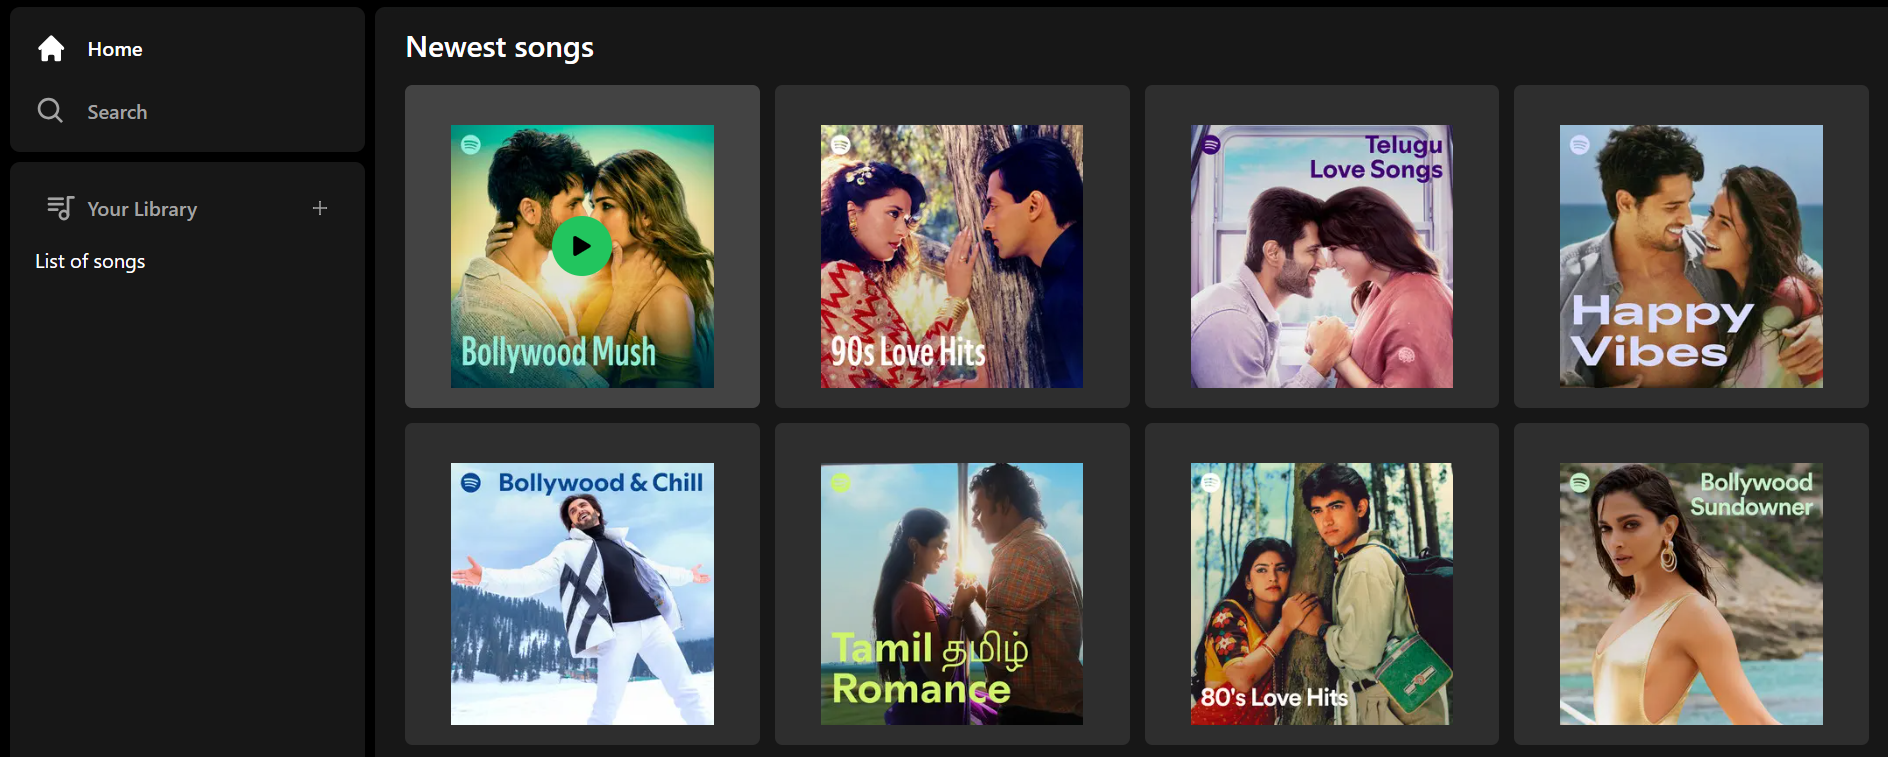 Home
Search
Your Library
List of songs
Newest songs
Bollywood Mush
90s Love Hits
Telugu
Love Songs
Happy
Vibes
Bollywood & Chill
Tamil தமிழ்
Romance
80's Love Hits
Bollywood
Sundowner